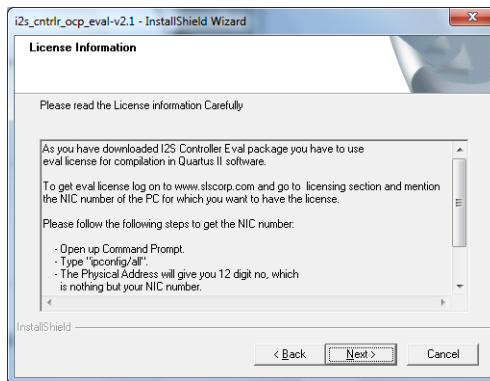 i2s_cntrlr_ocp_eval-v2.1 - InstallShield Wizard
License Information
Please read the License information Carefully
As you have downloaded I2S Controller Eval package you have to use
eval license for compilation in Quartus II software.
To get eval license log on to www.slscorp.com and go to  licensing section and mention
the NIC number of the PC for which you want to have the license.
Please follow the following steps to get the NIC number:
- Open up Command Prompt.
- Type "ipconfig/all".
- The Physical Address will give you 12 digit no, which
is nothing but your NIC number.
InstallShield
< Back
Next >
Cancel